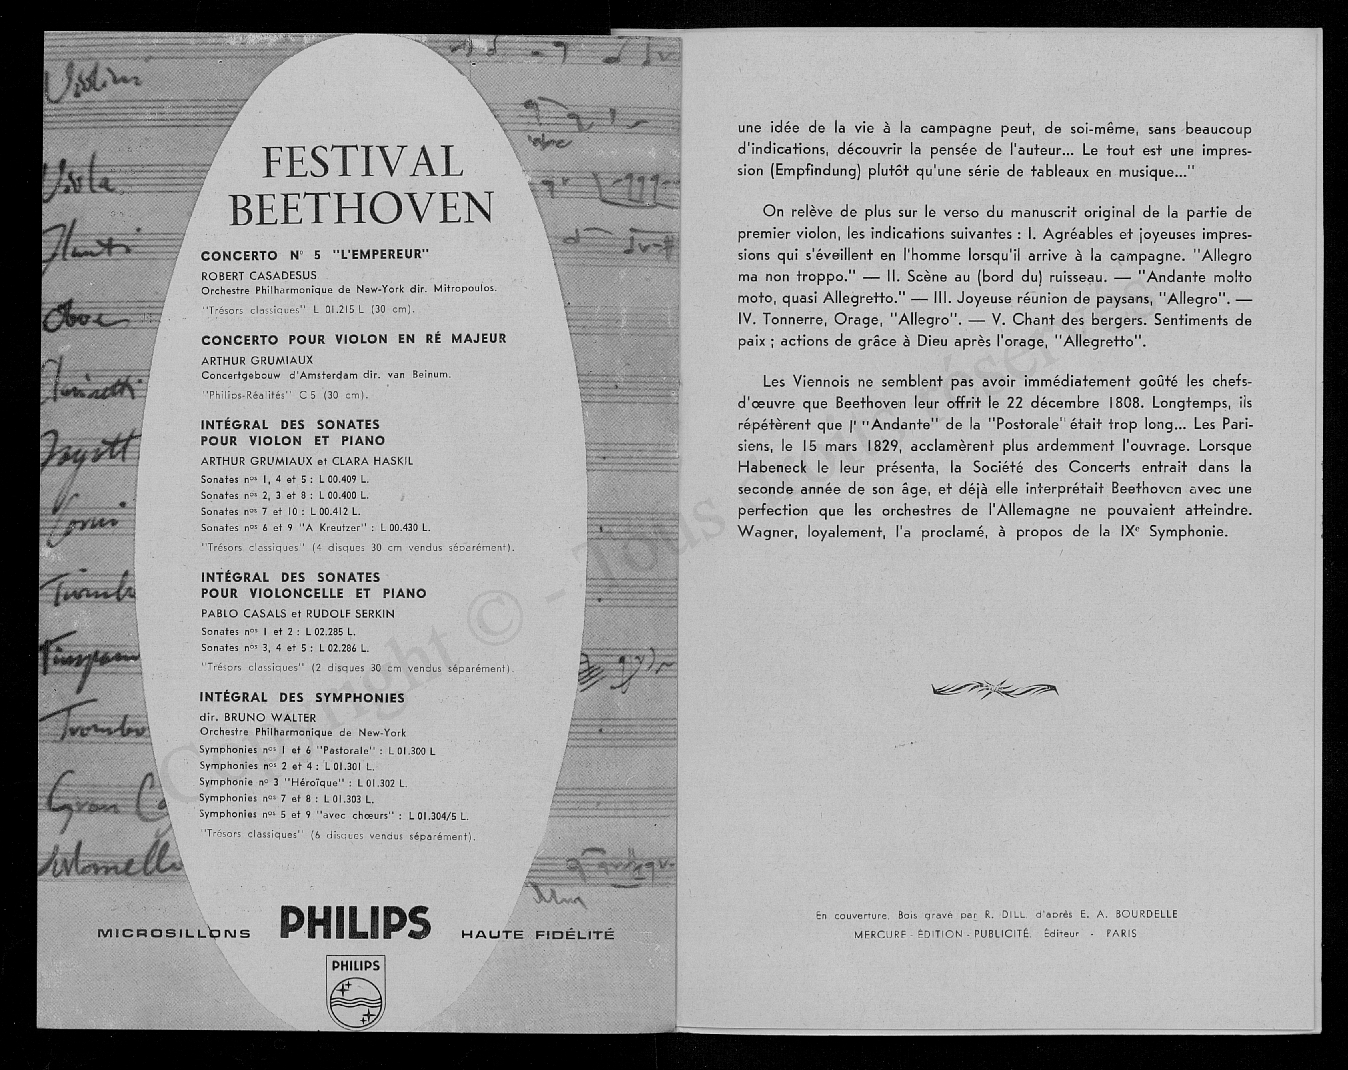 Violini
Viola
Flauti
Oboe
Clarinetti
Fagott
Corni
Timpani
Gran
FESTIVAL
BEETHOVEN
CONCERTO N° 5 "L'EMPEREUR"
ROBERT CASADESUS
Orchestre Philharmonique de New-York dir. Mitropoulos.
"Trésors classiques" L 01.215 L (30 cm).
CONCERTO POUR VIOLON EN RÉ MAJEUR
ARTHUR GRUMIAUX
Concertgebouw d'Amsterdam dir. van Beinum.
"Philips-Réalités" C 5 (30 cm).
INTÉGRAL DES SONATES
POUR VIOLON ET PIANO
ARTHUR GRUMIAUX et CLARA HASKIL
Sonates nos 1, 4 et 5 : L 00.409 L.
Sonates nos 2, 3 et 8 : L 00.400 L.
Sonates nos 7 et 10 : L 00.412 L.
Sonates nos 6 et 9 "A Kreutzer" : L 00.430 L.
"Trésors classiques" (4 disques 30 cm vendus séparément).
INTÉGRAL DES SONATES
POUR VIOLONCELLE ET PIANO
PABLO CASALS et RUDOLF SERKIN
Sonates nos 1 et 2 : L 02.285 L.
Sonates nos 3, 4 et 5 : L 02.286 L.
"Trésors classiques" (2 disques 30 cm vendus séparément).
INTÉGRAL DES SYMPHONIES
dir. BRUNO WALTER
Orchestre Philharmonique de New-York
Symphonies nos 1 et 6 "Pastorale" : L 01.300 L
Symphonies nos 2 et 4 : L 01.301 L.
Symphonie no 3 "Héroïque" : L 01.302 L.
Symphonies nos 7 et 8 : L 01.303 L.
Symphonies nos 5 et 9 "avec chœurs" : L 01.304/5 L.
"Trésors classiques" (6 disques vendus séparément).
MICROSILLONS PHILIPS HAUTE FIDÉLITÉ
PHILIPS
une idée de la vie à la campagne peut, de soi-même, sans beaucoup
d'indications, découvrir la pensée de l'auteur... Le tout est une impres-
sion (Empfindung) plutôt qu'une série de tableaux en musique..."
On relève de plus sur le verso du manuscrit original de la partie de
premier violon, les indications suivantes : I. Agréables et joyeuses impres-
sions qui s'éveillent en l'homme lorsqu'il arrive à la campagne. "Allegro
ma non troppo." — II. Scène au (bord du) ruisseau. — "Andante molto
moto, quasi Allegretto." — III. Joyeuse réunion de paysans, "Allegro". —
IV. Tonnerre, Orage, "Allegro". — V. Chant des bergers. Sentiments de
paix ; actions de grâce à Dieu après l'orage, "Allegretto".
Les Viennois ne semblent pas avoir immédiatement goûté les chefs-
d'œuvre que Beethoven leur offrit le 22 décembre 1808. Longtemps, ils
répétèrent que l' "Andante" de la "Postorale" était trop long... Les Pari-
siens, le 15 mars 1829, acclamèrent plus ardemment l'ouvrage. Lorsque
Habeneck le leur présenta, la Société des Concerts entrait dans la
seconde année de son âge, et déjà elle interprétait Beethoven avec une
perfection que les orchestres de l'Allemagne ne pouvaient atteindre.
Wagner, loyalement, l'a proclamé, à propos de la IXe Symphonie.
En couverture. Bois gravé par R. DILL. d'après E. A. BOURDELLE
MERCURE - ÉDITION - PUBLICITÉ. Éditeur - PARIS
Copyright © - Tous droits réservés